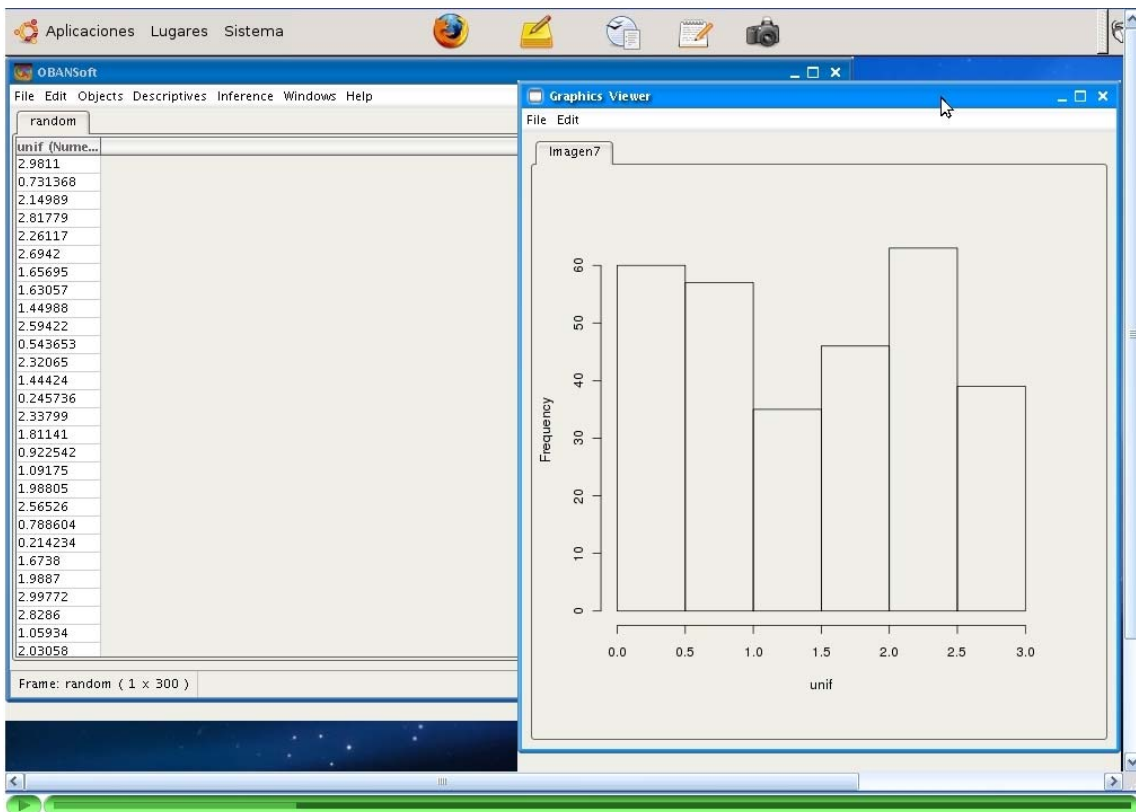 Aplicaciones Lugares Sistema
OBANSoft
File Edit Objects Descriptives Inference Windows Help
random
unif (Nume...
2.9811
0.731368
2.14989
2.81779
2.26117
2.6942
1.65695
1.63057
1.44988
2.59422
0.543653
2.32065
1.44424
0.245736
2.33799
1.81141
0.922542
1.09175
1.98805
2.56526
0.788604
0.214234
1.6738
1.9887
2.99772
2.8286
1.05934
2.03058
Frame: random ( 1 x 300 )
Graphics Viewer
File Edit
Imagen7
60
50
40
30
20
10
0
Frequency
0.0 0.5 1.0 1.5 2.0 2.5 3.0
unif